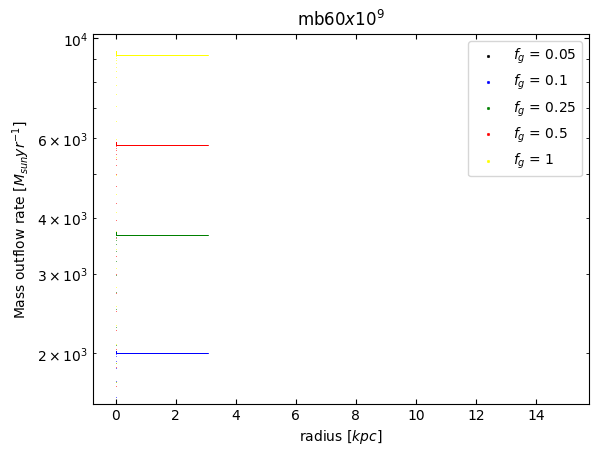 mb60x10⁹
Mass outflow rate [M_sun yr⁻¹]
10⁴
6 × 10³
4 × 10³
3 × 10³
2 × 10³
f_g = 0.05
f_g = 0.1
f_g = 0.25
f_g = 0.5
f_g = 1
0 2 4 6 8 10 12 14
radius [kpc]